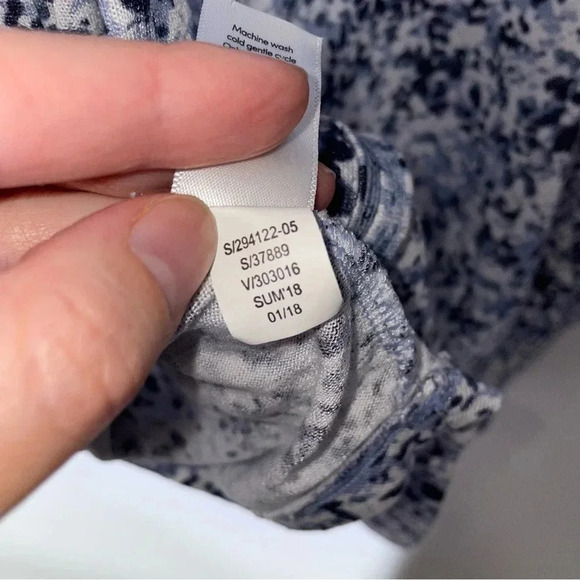 Machine wash
cold gentle cycle
S/294122-05
S/37889
V/303016
SUM'18
01/18